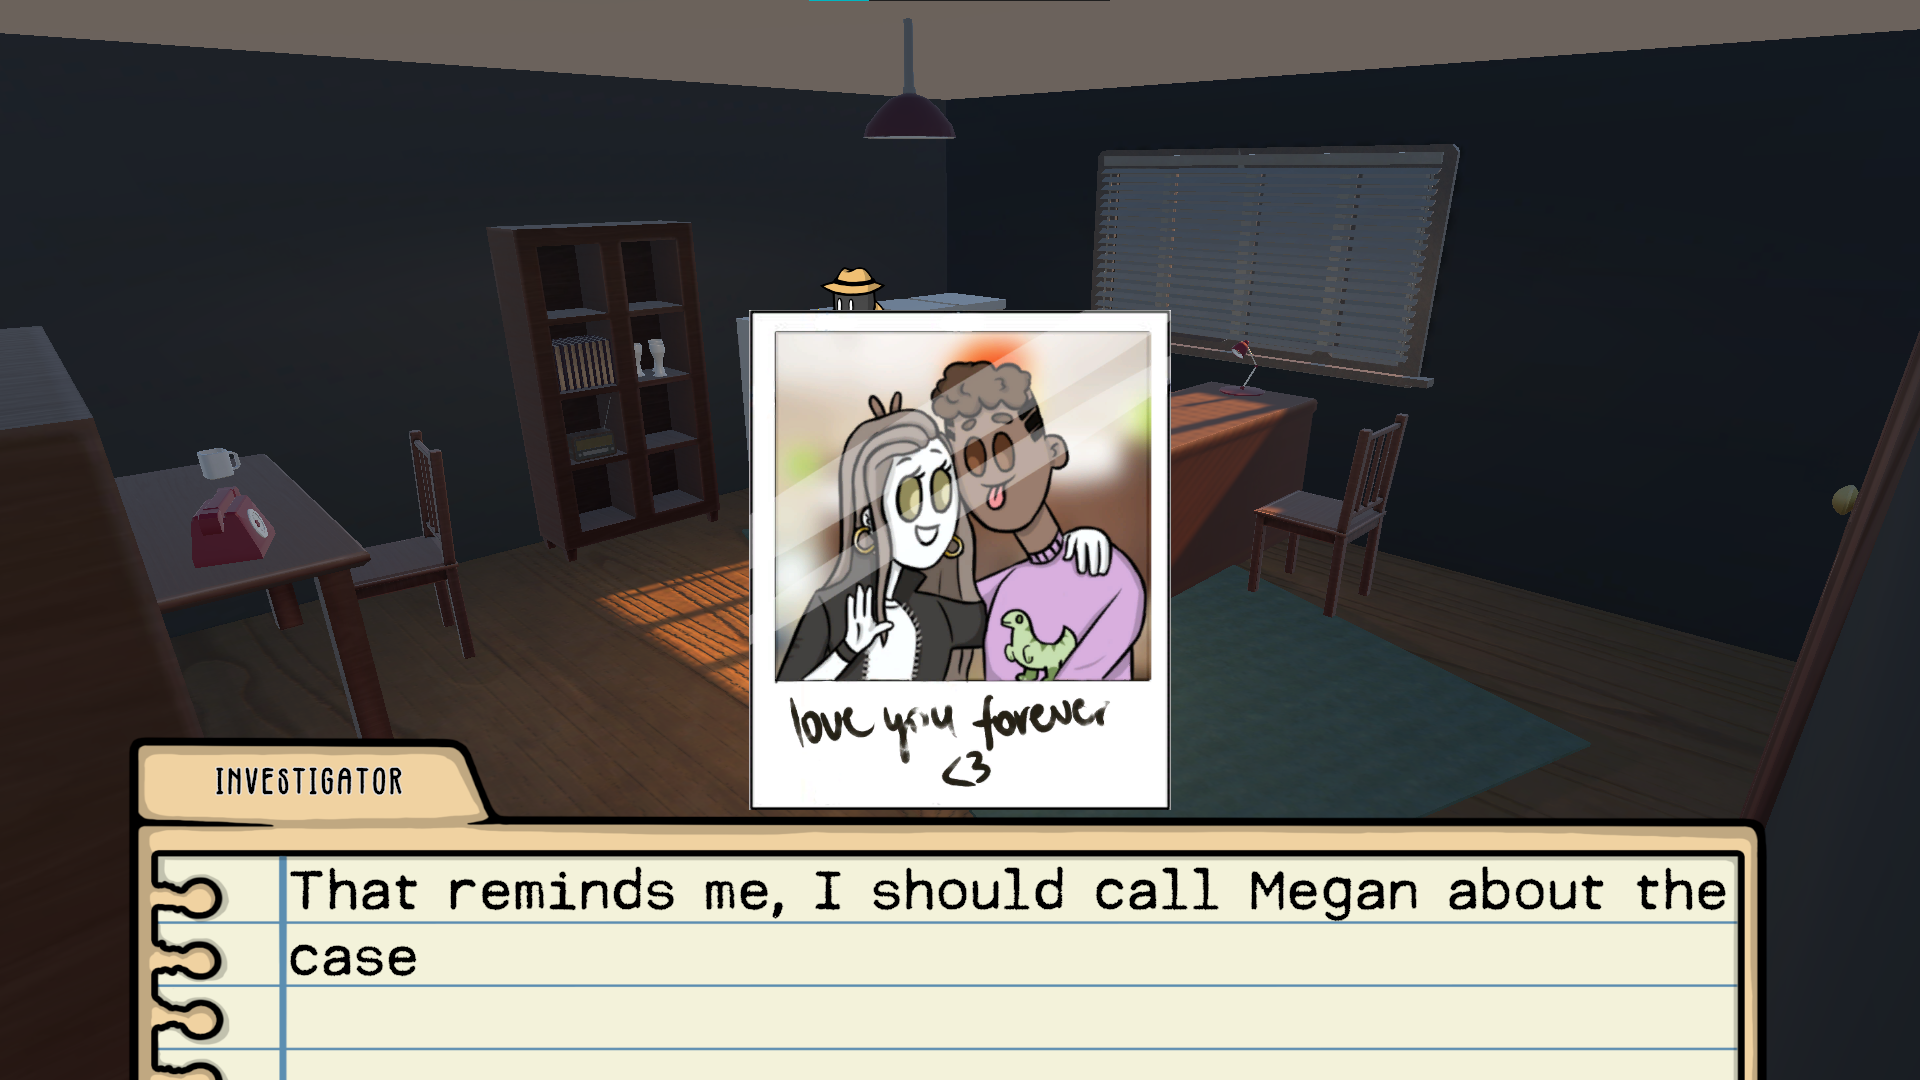 love you forever
<3
INVESTIGATOR
That reminds me, I should call Megan about the
case